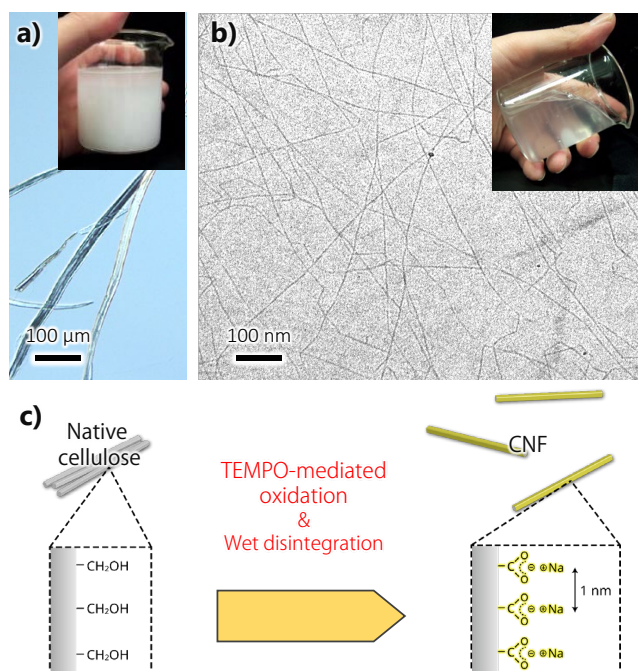 a)
b)
100 μm
100 nm
c)
Native
cellulose
TEMPO-mediated
oxidation
&
Wet disintegration
CNF
CH₂OH
CH₂OH
CH₂OH
C O O ⊖ ⊕Na
C O O ⊖ ⊕Na
C O O ⊖ ⊕Na
1 nm